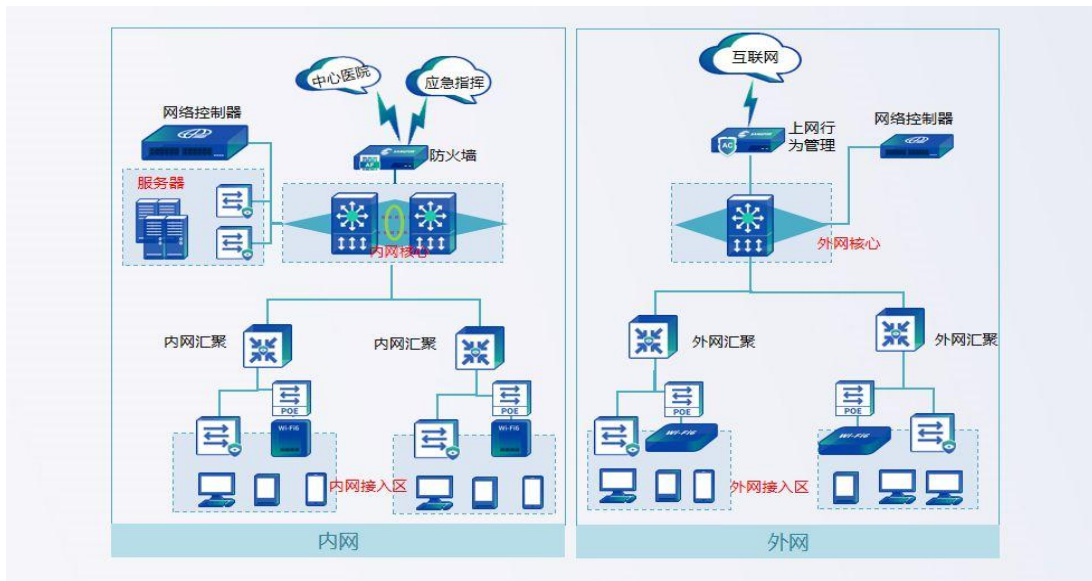 中心医院
应急指挥
网络控制器
防火墙
AF
服务器
内网核心
内网汇聚
内网汇聚
POE
Wi-Fi6
POE
Wi-Fi6
内网接入区
内网
互联网
上网行
为管理
AC
网络控制器
外网核心
外网汇聚
外网汇聚
POE
Wi-Fi6
POE
Wi-Fi6
外网接入区
外网